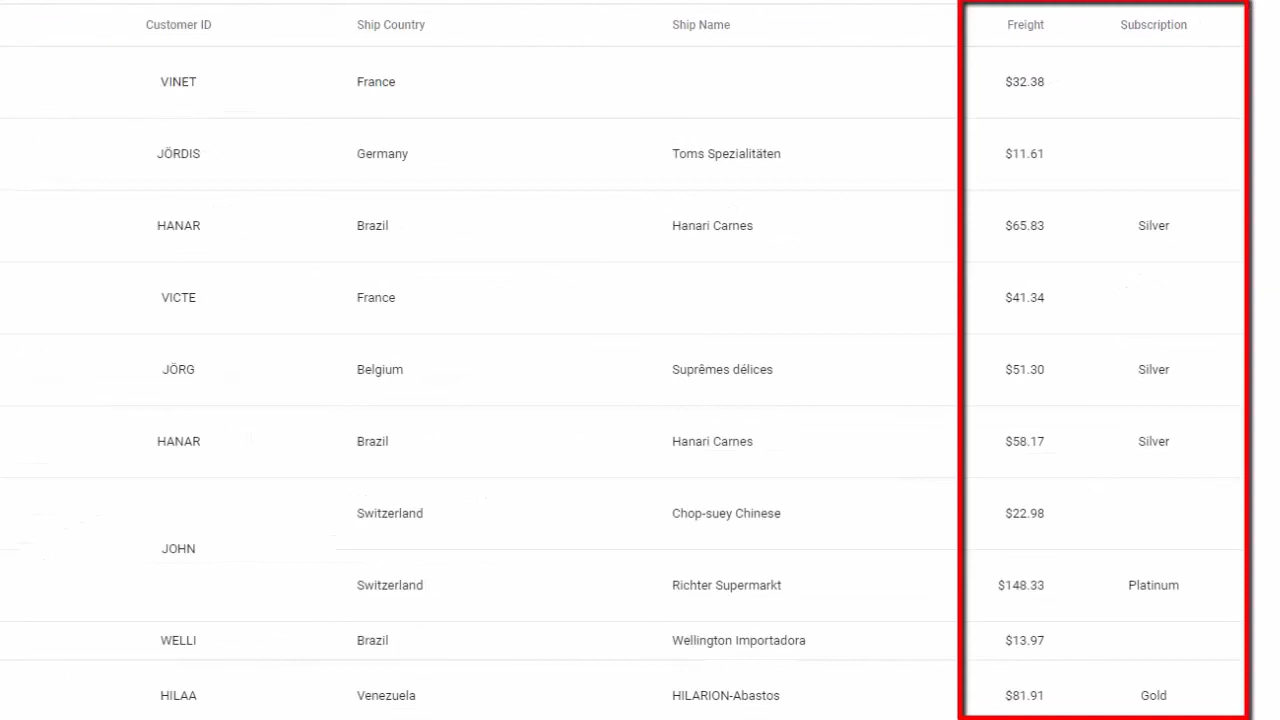 Customer ID Ship Country Ship Name Freight Subscription
VINET France $32.38
JÖRDIS Germany Toms Spezialitäten $11.61
HANAR Brazil Hanari Carnes $65.83 Silver
VICTE France $41.34
JÖRG Belgium Suprêmes délices $51.30 Silver
HANAR Brazil Hanari Carnes $58.17 Silver
Switzerland Chop-suey Chinese $22.98
JOHN
Switzerland Richter Supermarkt $148.33 Platinum
WELLI Brazil Wellington Importadora $13.97
HILAA Venezuela HILARION-Abastos $81.91 Gold